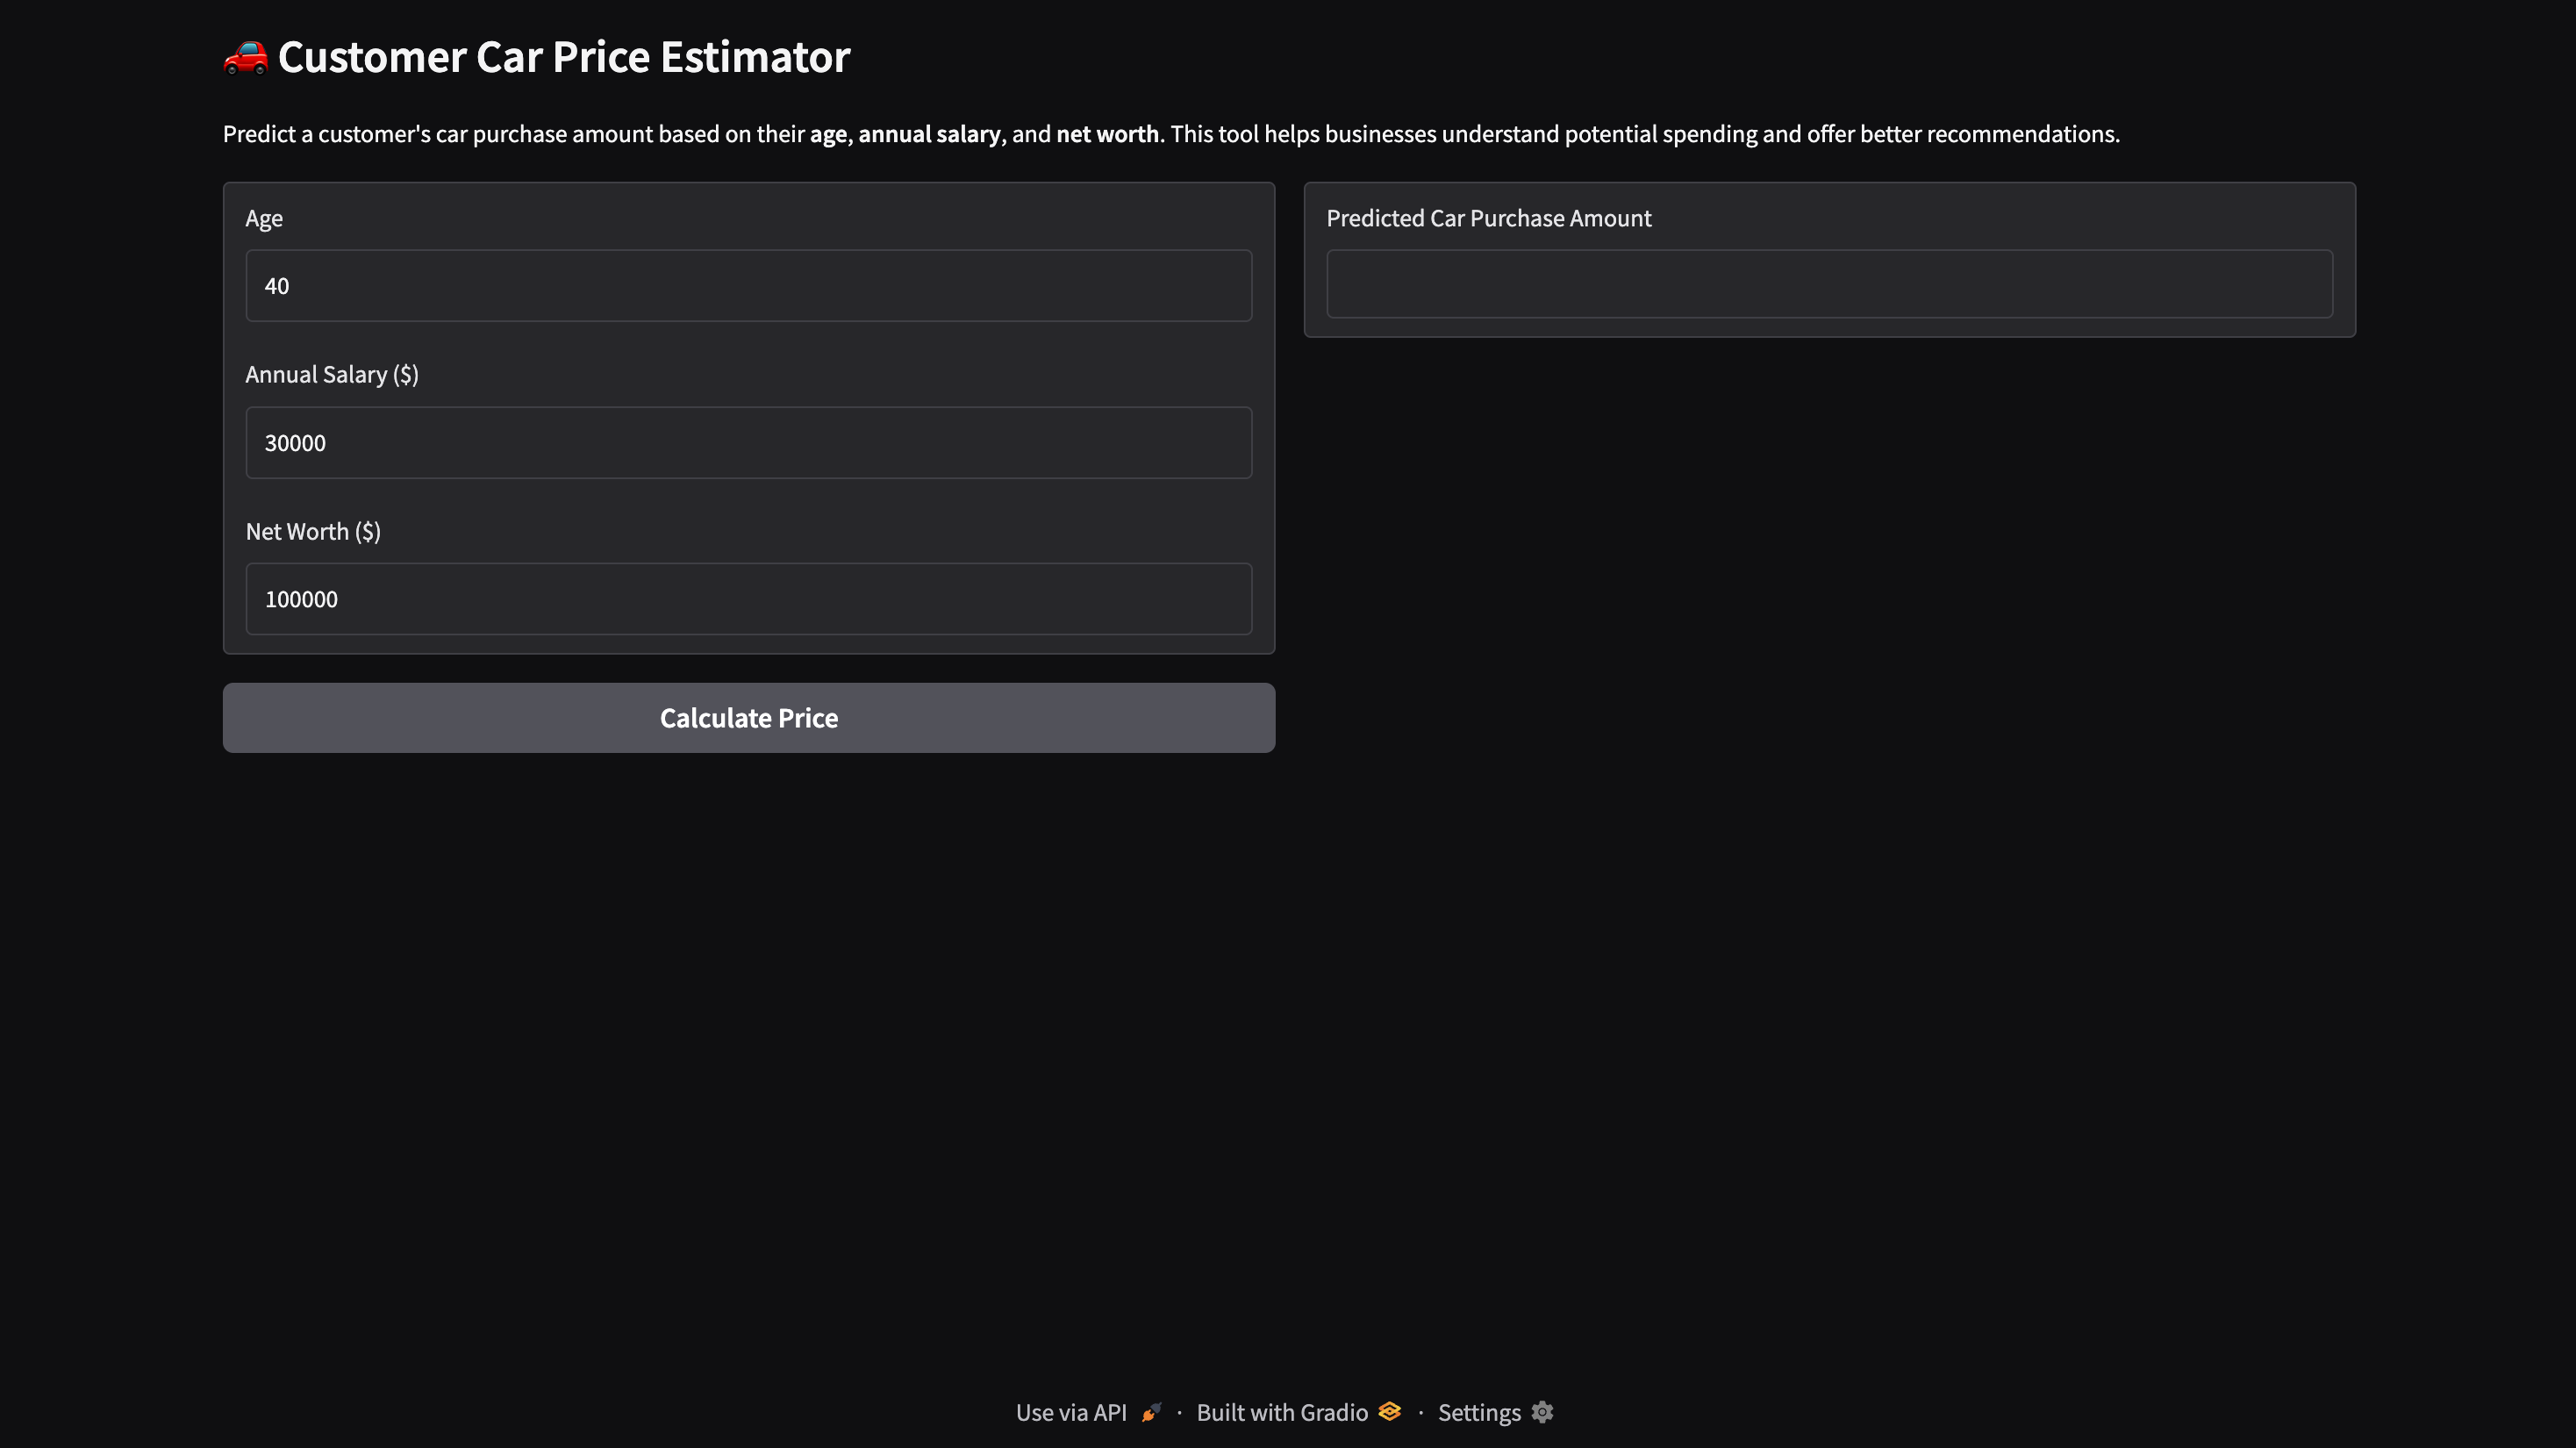 Customer Car Price Estimator
Predict a customer's car purchase amount based on their age, annual salary, and net worth. This tool helps businesses understand potential spending and offer better recommendations.
Age
40
Annual Salary ($)
30000
Net Worth ($)
100000
Calculate Price
Predicted Car Purchase Amount
Use via API · Built with Gradio · Settings